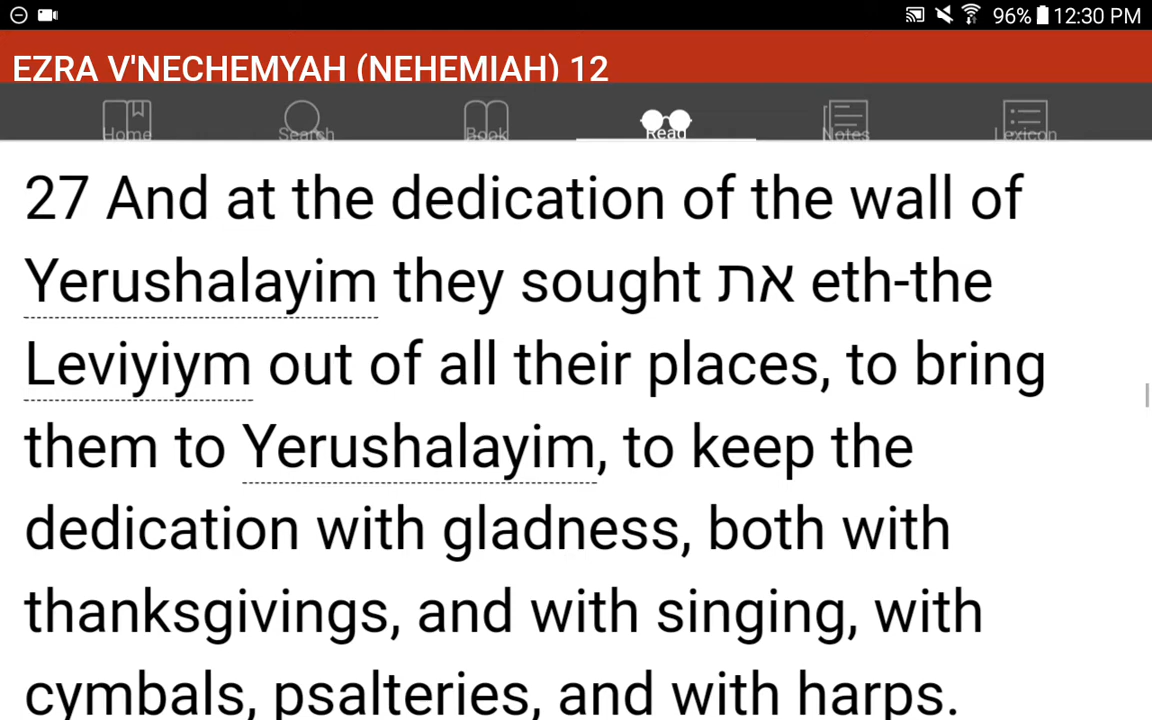 96% 12:30 PM
EZRA V'NECHEMYAH (NEHEMIAH) 12
Home Search Book Read Notes Lexicon
27 And at the dedication of the wall of
Yerushalayim they sought את eth-the
Leviyiym out of all their places, to bring
them to Yerushalayim, to keep the
dedication with gladness, both with
thanksgivings, and with singing, with
cymbals, psalteries, and with harps.